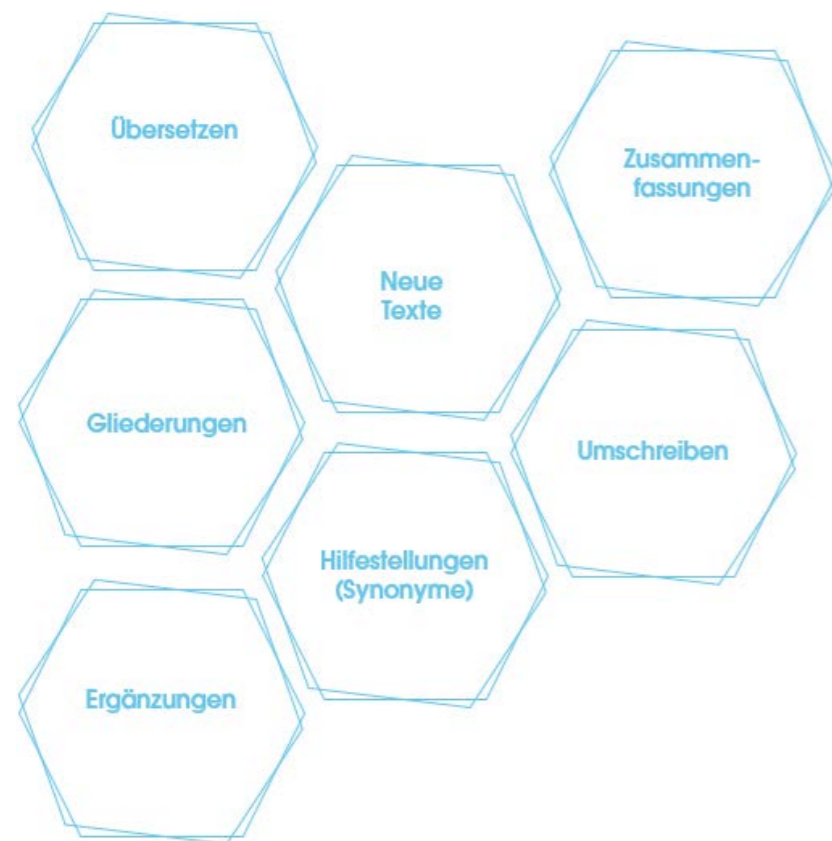 Übersetzen
Zusammen-
fassungen
Neue
Texte
Gliederungen
Umschreiben
Hilfestellungen
(Synonyme)
Ergänzungen